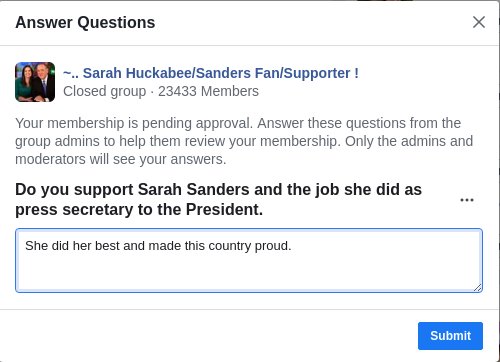 Answer Questions
~.. Sarah Huckabee/Sanders Fan/Supporter !
Closed group · 23433 Members
Your membership is pending approval. Answer these questions from the
group admins to help them review your membership. Only the admins and
moderators will see your answers.
Do you support Sarah Sanders and the job she did as
press secretary to the President.
She did her best and made this country proud.
Submit